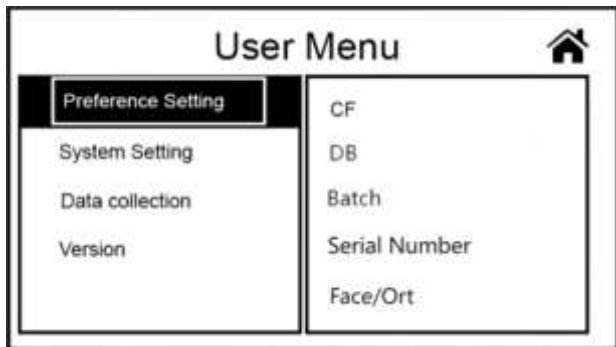 User Menu
Preference Setting
System Setting
Data collection
Version
CF
DB
Batch
Serial Number
Face/Ort